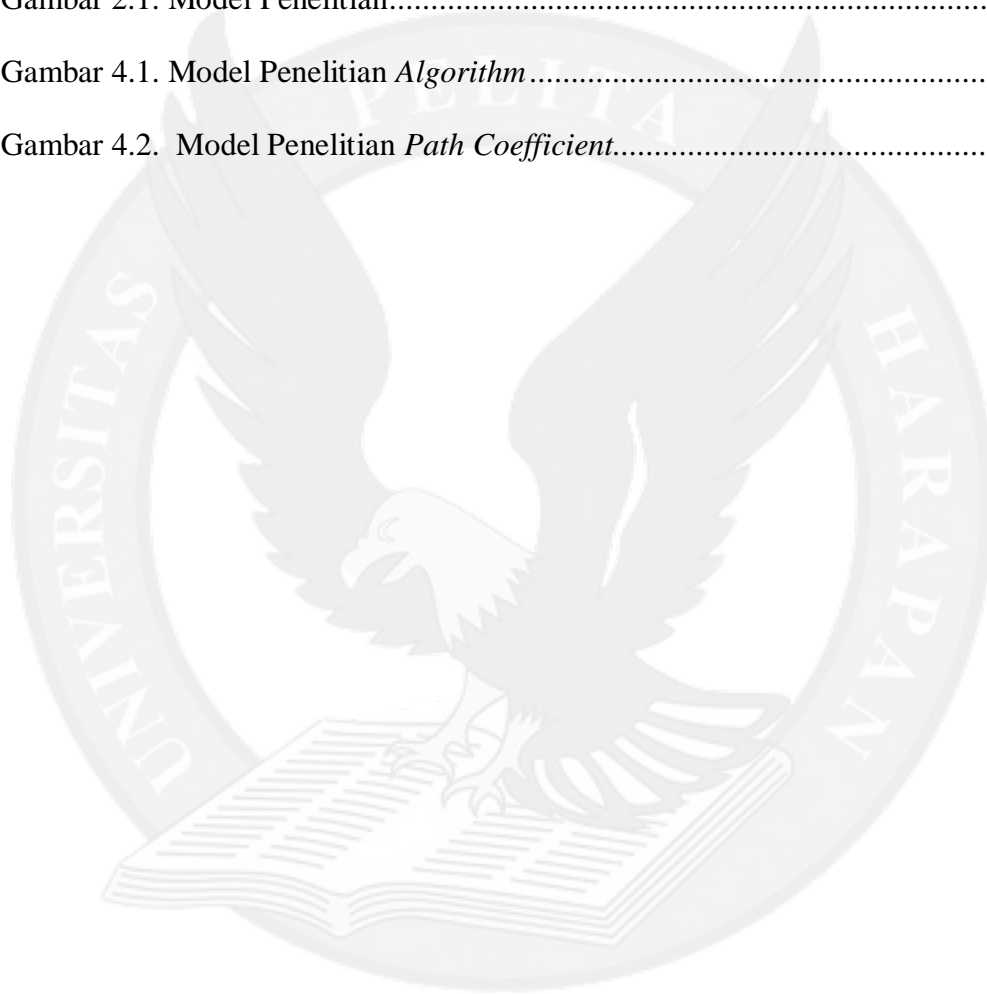 Gambar 2.1. Model Penelitian....................................................................................
Gambar 4.1. Model Penelitian Algorithm..........................................................
Gambar 4.2.  Model Penelitian Path Coefficient...............................................
UNIVERSITAS PELITA HARAPAN